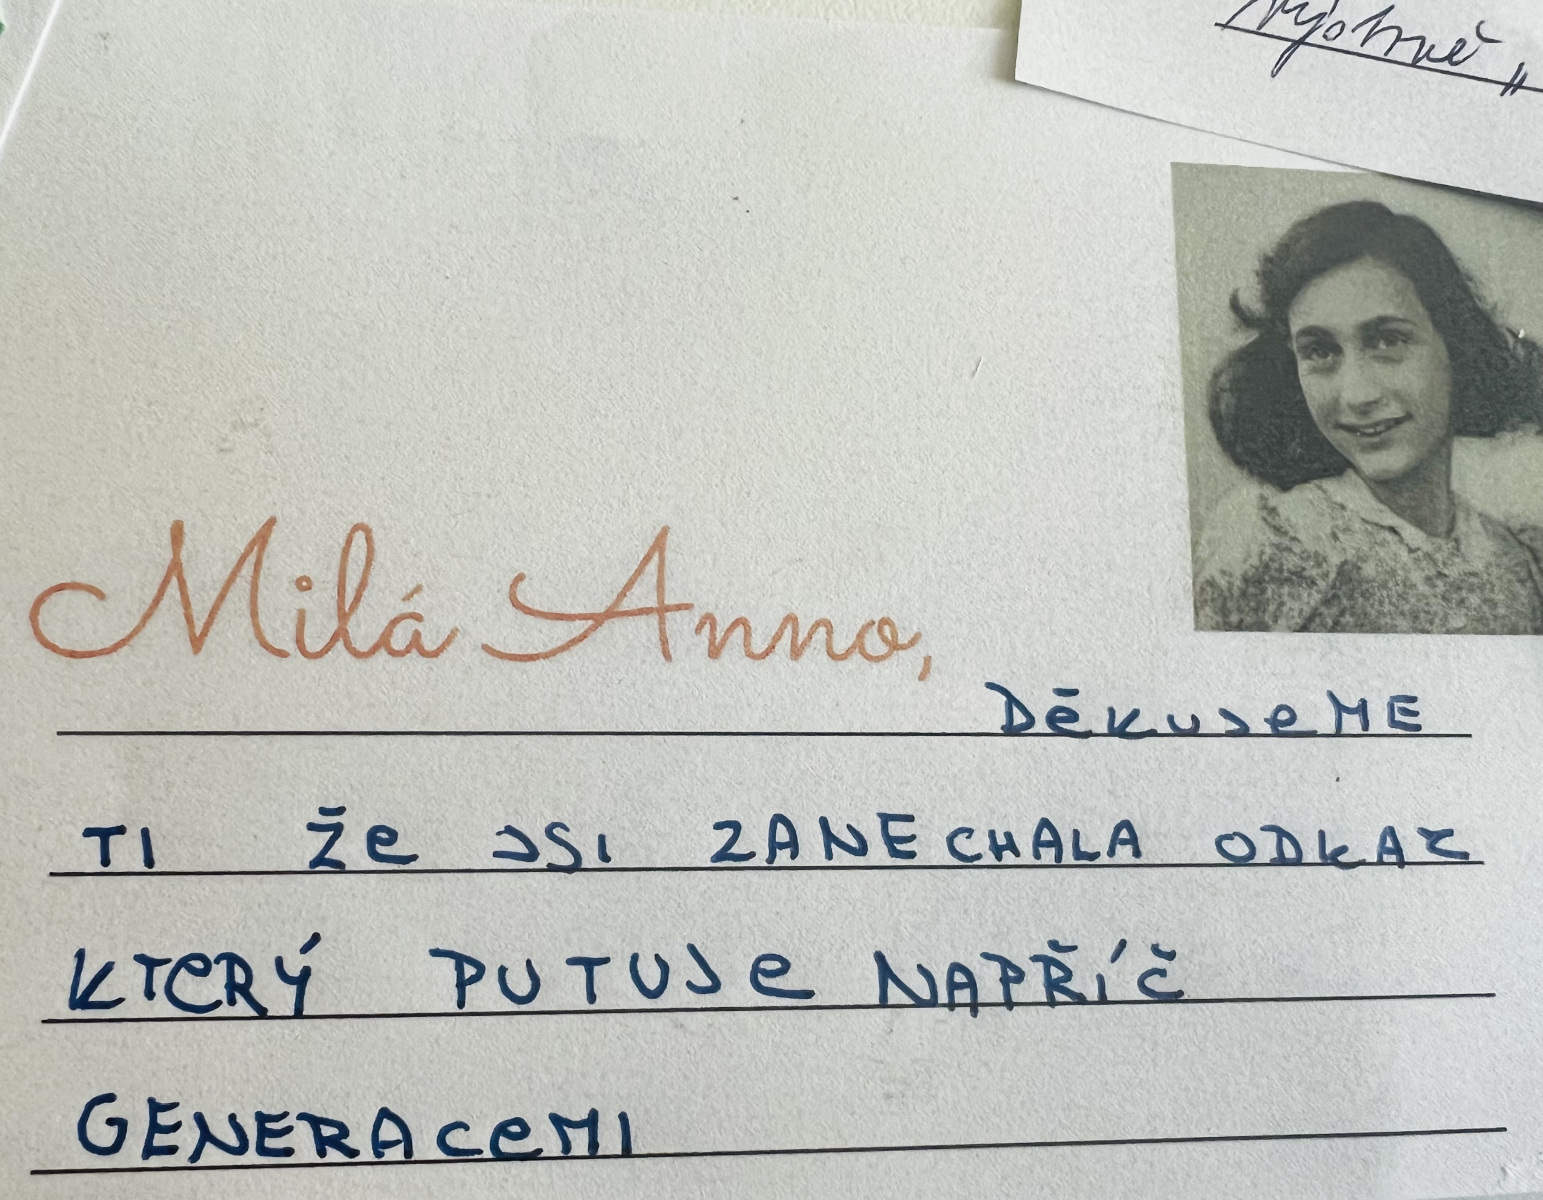 Milá Anno,
DěKUJeME
TI ŽE JSI ZANECHALA ODKAZ
KTERÝ PUTUJE NAPŘÍČ
GENERACEMI